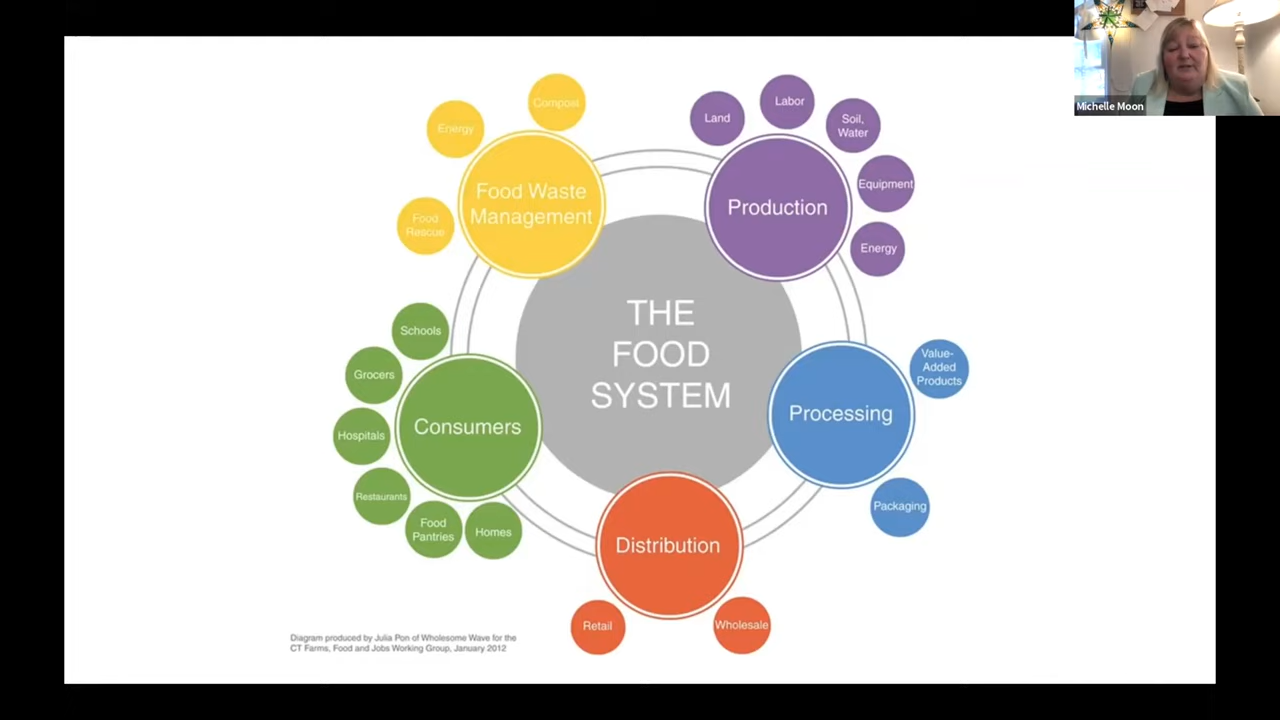 Michelle Moon
THE
FOOD
SYSTEM
Food Waste
Management
Energy
Compost
Food
Rescue
Production
Land
Labor
Soil,
Water
Equipment
Energy
Processing
Value-
Added
Products
Packaging
Distribution
Retail
Wholesale
Consumers
Schools
Grocers
Hospitals
Restaurants
Food
Pantries
Homes
Diagram produced by Julia Pon of Wholesome Wave for the
CT Farms, Food and Jobs Working Group, January 2012